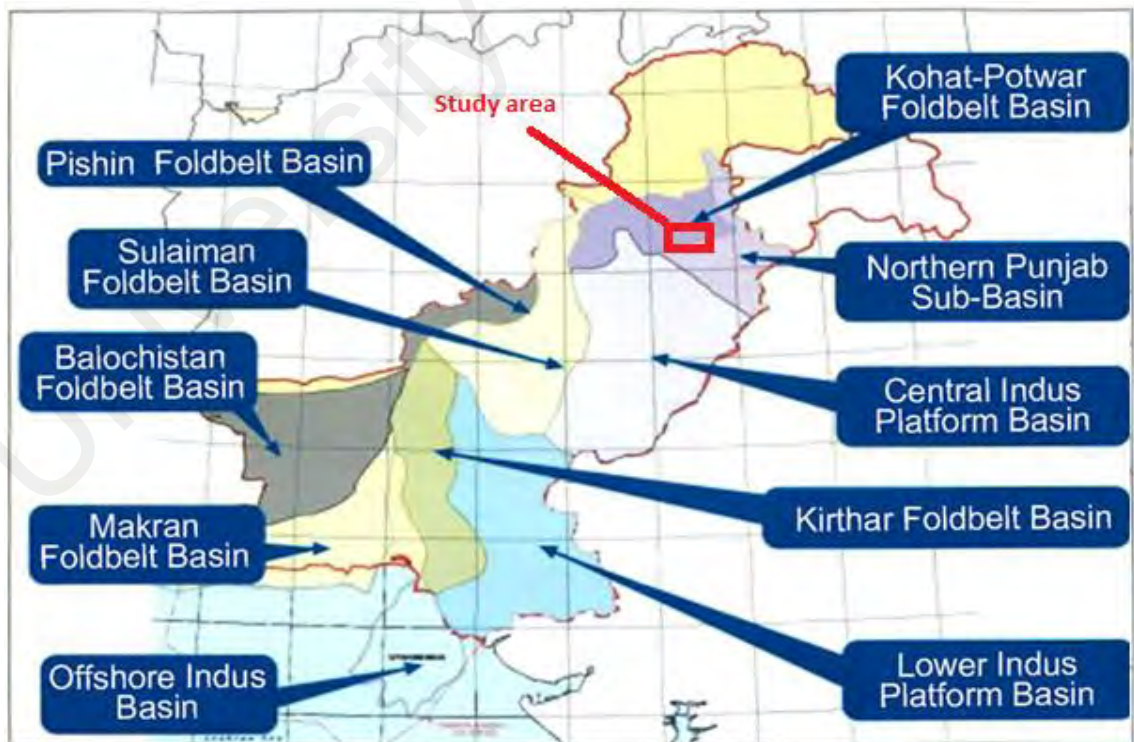 University
Study area
Kohat-Potwar
Foldbelt Basin
Pishin Foldbelt Basin
Sulaiman
Foldbelt Basin
Northern Punjab
Sub-Basin
Balochistan
Foldbelt Basin
Central Indus
Platform Basin
Makran
Foldbelt Basin
Kirthar Foldbelt Basin
Offshore Indus
Basin
Lower Indus
Platform Basin